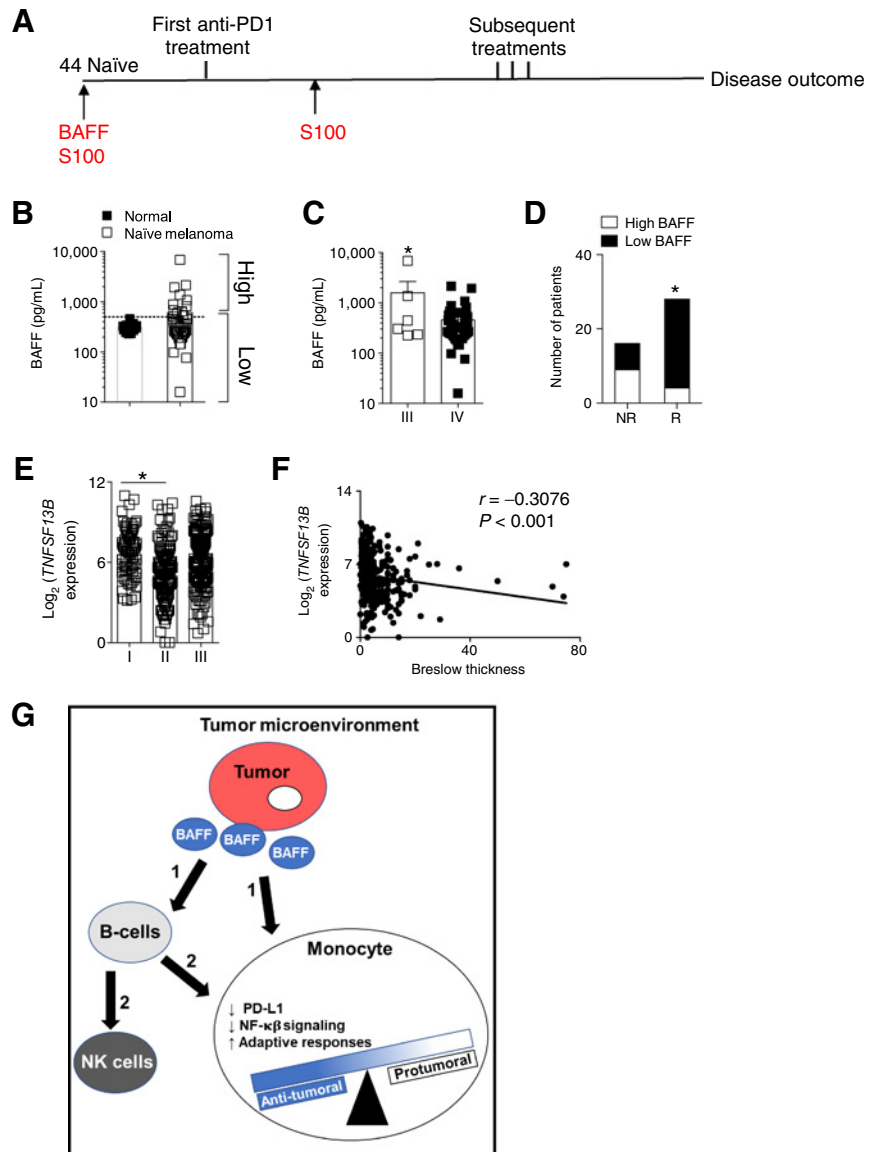 A
First anti-PD1
treatment
Subsequent
treatments
44 Naïve
Disease outcome
BAFF
S100
S100
B
Normal
Naïve melanoma
BAFF (pg/mL)
10,000
1,000
100
10
High
Low
C
BAFF (pg/mL)
10,000
1,000
100
10
*
III
IV
D
High BAFF
Low BAFF
Number of patients
40
20
0
*
NR
R
E
Log2 (TNFSF13B
expression)
12
6
0
*
I
II
III
F
Log2 (TNFSF13B
expression)
14
7
0
r = –0.3076
P < 0.001
0
40
80
Breslow thickness
G
Tumor microenvironment
Tumor
BAFF
BAFF
BAFF
1
1
B-cells
2
2
NK cells
Monocyte
↓ PD-L1
↓ NF-κβ signaling
↑ Adaptive responses
Anti-tumoral
Protumoral